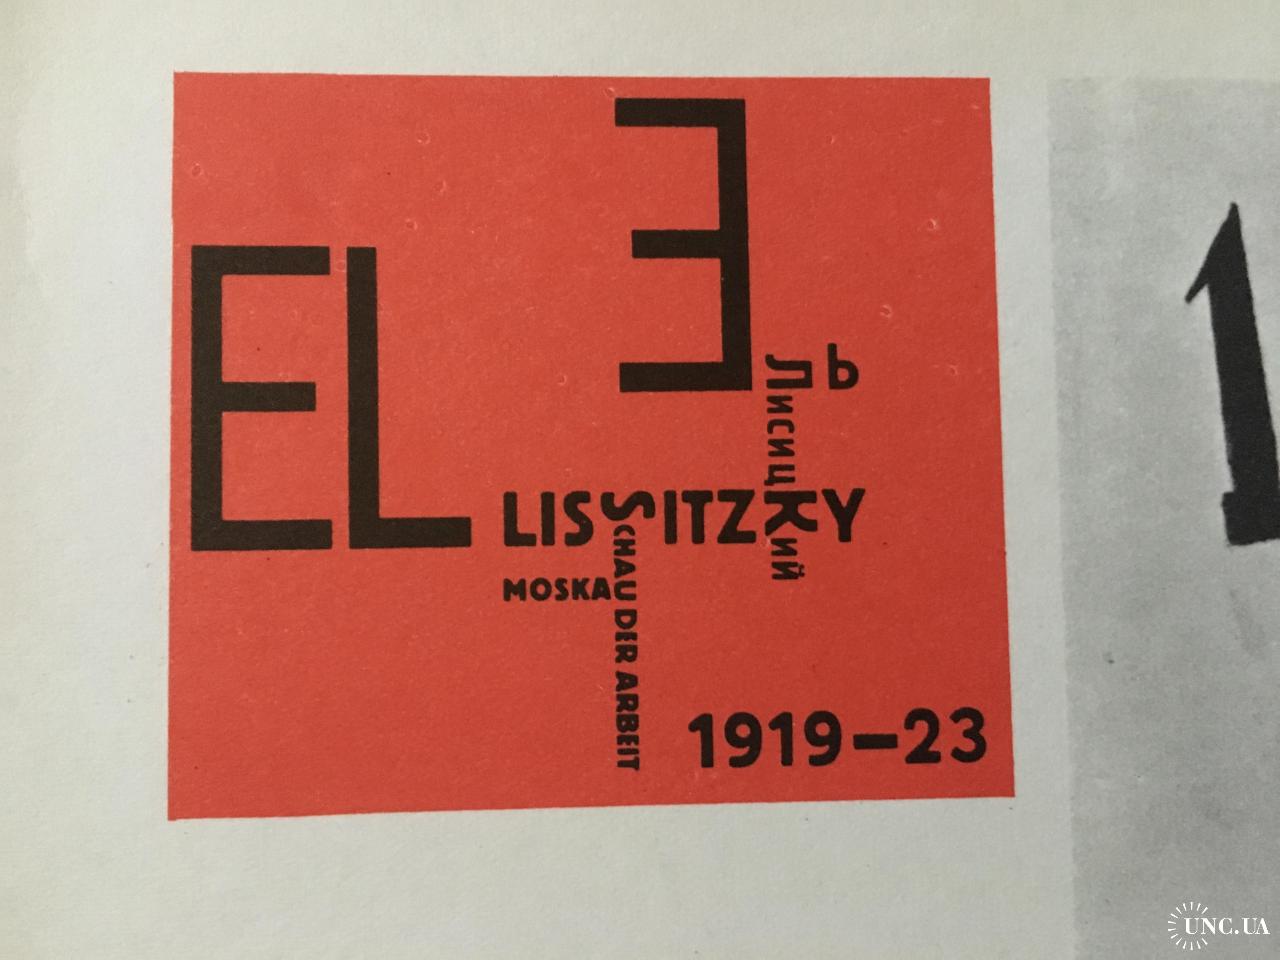 Э
EL
Ль
Лисицкий
LISSITZKY
MOSKAU
SCHAU DER ARBEIT
1919–23
1
UNC.UA